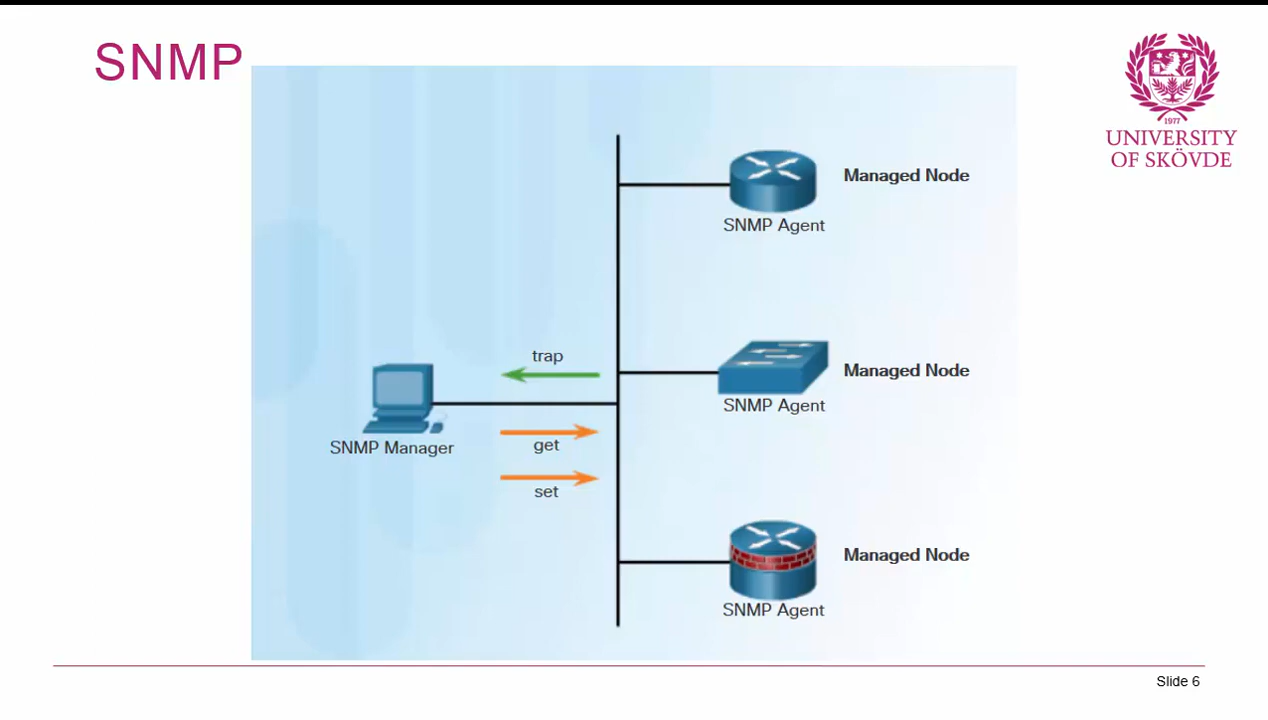 SNMP
1977
UNIVERSITY
OF SKÖVDE
Managed Node
SNMP Agent
trap
Managed Node
SNMP Agent
SNMP Manager
get
set
Managed Node
SNMP Agent
Slide 6